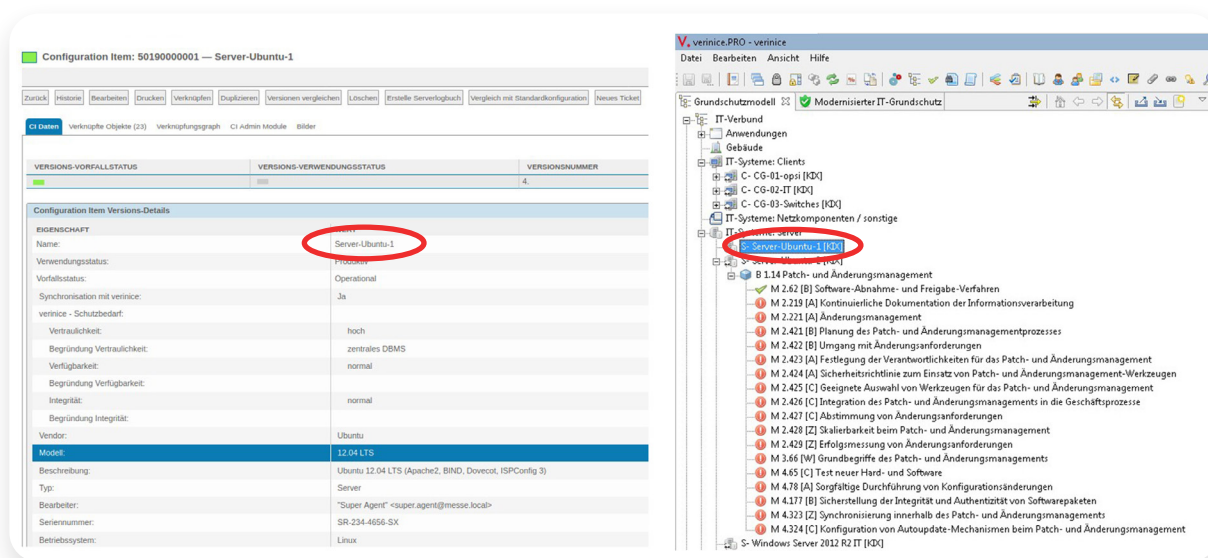 Configuration Item: 50190000001 — Server-Ubuntu-1
Zurück Historie Bearbeiten Drucken Verknüpfen Duplizieren Versionen vergleichen Löschen Erstelle Serverlogbuch Vergleich mit Standardkonfiguration Neues Ticket
CI Daten Verknüpfte Objekte (23) Verknüpfungsgraph CI Admin Module Bilder
VERSIONS-VORFALLSTATUS VERSIONS-VERWENDUNGSSTATUS VERSIONSNUMMER
4.
Configuration Item Versions-Details
EIGENSCHAFT
Name: Server-Ubuntu-1
Verwendungsstatus: Produktiv
Vorfallsstatus: Operational
Synchronisation mit verinice: Ja
verinice - Schutzbedarf:
Vertraulichkeit: hoch
Begründung Vertraulichkeit: zentrales DBMS
Verfügbarkeit: normal
Begründung Verfügbarkeit:
Integrität: normal
Begründung Integrität:
Vendor: Ubuntu
Modell: 12.04 LTS
Beschreibung: Ubuntu 12.04 LTS (Apache2, BIND, Dovecot, ISPConfig 3)
Typ: Server
Bearbeiter: "Super Agent" <super.agent@messe.local>
Seriennummer: SR-234-4656-SX
Betriebssystem: Linux
verinice.PRO - verinice
Datei Bearbeiten Ansicht Hilfe
Grundschutzmodell Modernisierter IT-Grundschutz
IT-Verbund
Anwendungen
Gebäude
IT-Systeme: Clients
C- CG-01-opsi [KIX]
C- CG-02-IT [KIX]
C- CG-03-Switches [KIX]
IT-Systeme: Netzkomponenten / sonstige
IT-Systeme: Server
S- Server-Ubuntu-1 [KIX]
B 1.14 Patch- und Änderungsmanagement
M 2.62 [B] Software-Abnahme- und Freigabe-Verfahren
M 2.219 [A] Kontinuierliche Dokumentation der Informationsverarbeitung
M 2.221 [A] Änderungsmanagement
M 2.421 [B] Planung des Patch- und Änderungsmanagementprozesses
M 2.422 [B] Umgang mit Änderungsanforderungen
M 2.423 [A] Festlegung der Verantwortlichkeiten für das Patch- und Änderungsmanagement
M 2.424 [A] Sicherheitsrichtlinie zum Einsatz von Patch- und Änderungsmanagement-Werkzeugen
M 2.425 [C] Geeignete Auswahl von Werkzeugen für das Patch- und Änderungsmanagement
M 2.426 [C] Integration des Patch- und Änderungsmanagements in die Geschäftsprozesse
M 2.427 [C] Abstimmung von Änderungsanforderungen
M 2.428 [Z] Skalierbarkeit beim Patch- und Änderungsmanagement
M 2.429 [Z] Erfolgsmessung von Änderungsanforderungen
M 3.66 [W] Grundbegriffe des Patch- und Änderungsmanagements
M 4.65 [C] Test neuer Hard- und Software
M 4.78 [A] Sorgfältige Durchführung von Konfigurationsänderungen
M 4.177 [B] Sicherstellung der Integrität und Authentizität von Softwarepaketen
M 4.323 [Z] Synchronisierung innerhalb des Patch- und Änderungsmanagements
M 4.324 [C] Konfiguration von Autoupdate-Mechanismen beim Patch- und Änderungsmanagement
S- Windows Server 2012 R2 IT [KIX]